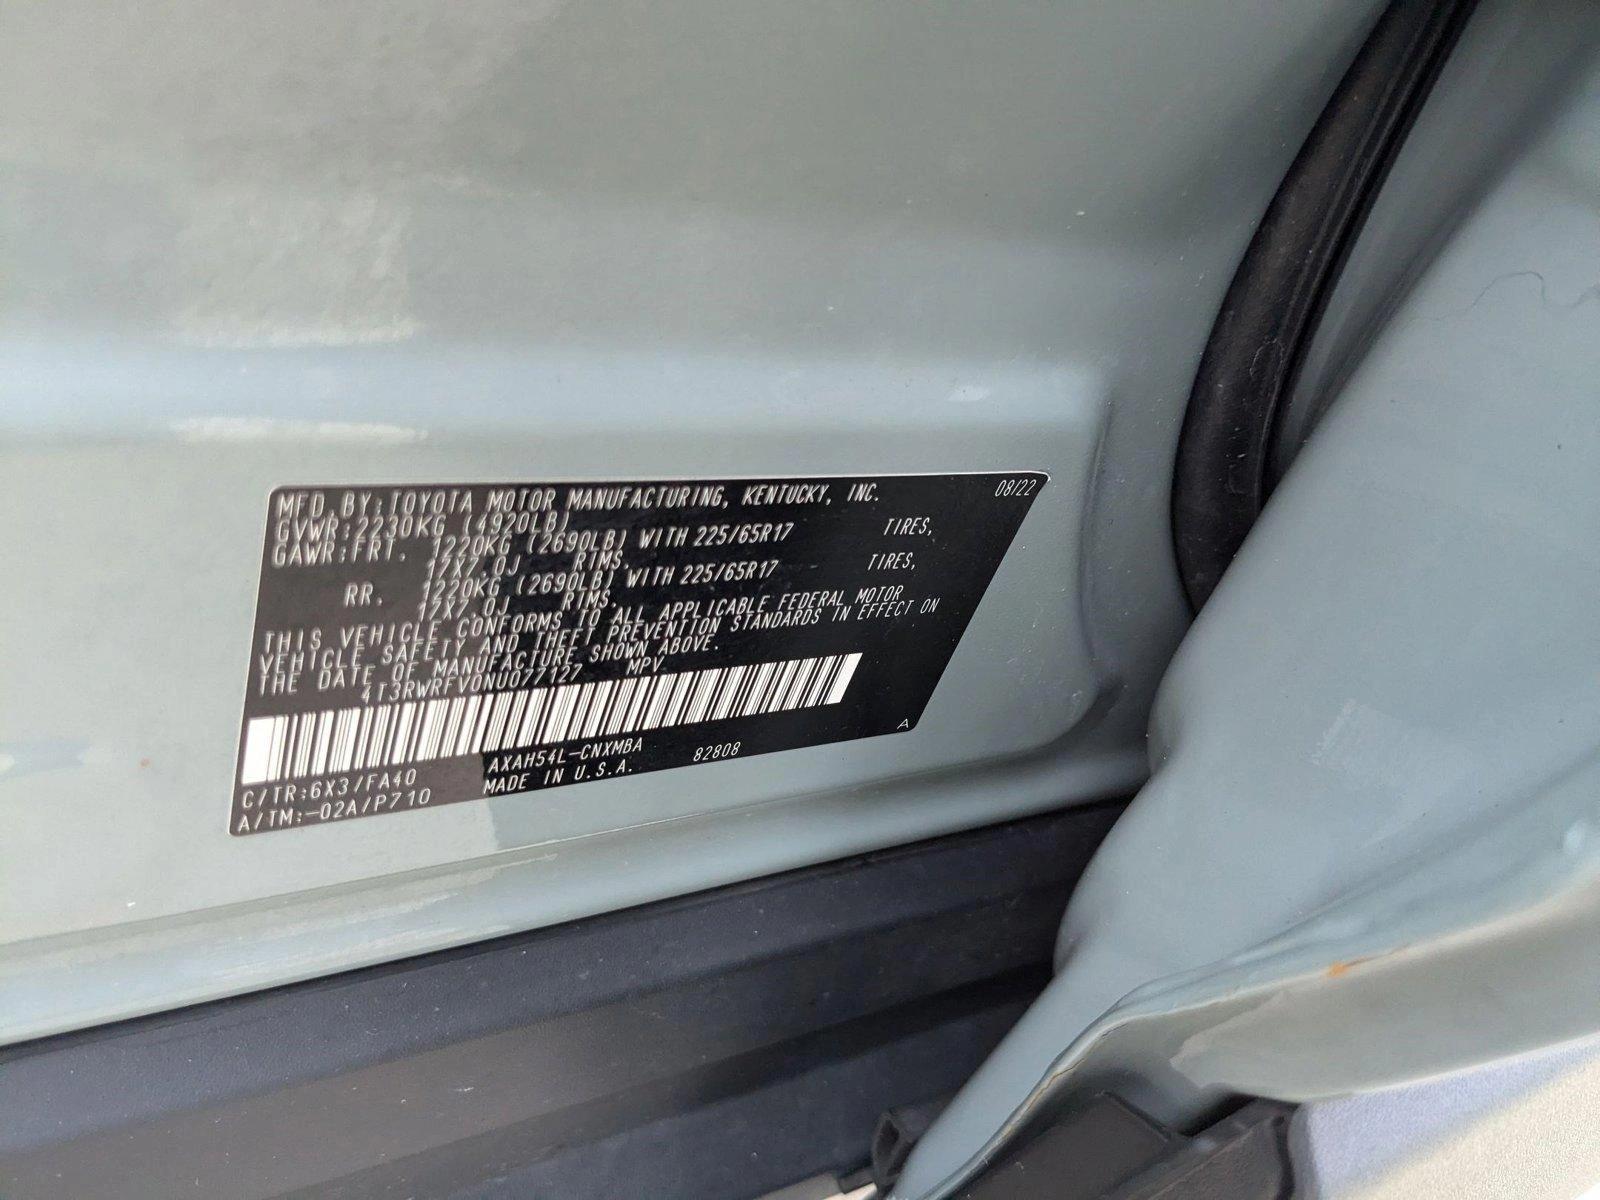 MFD. BY: TOYOTA MOTOR MANUFACTURING, KENTUCKY, INC. 08/22
GVWR: 2230KG (4920LB)
GAWR: FRT. 1220KG (2690LB) WITH 225/65R17 TIRES,
17X7.0J RIMS.
RR. 1220KG (2690LB) WITH 225/65R17 TIRES,
17X7.0J RIMS.
THIS VEHICLE CONFORMS TO ALL APPLICABLE FEDERAL MOTOR
VEHICLE SAFETY AND THEFT PREVENTION STANDARDS IN EFFECT ON
THE DATE OF MANUFACTURE SHOWN ABOVE.
4T3RWRFV0NU077127 MPV
A
C/TR:6X3/FA40 AXAH54L-CNXMBA 82808
A/TM:-02A/P710 MADE IN U.S.A.